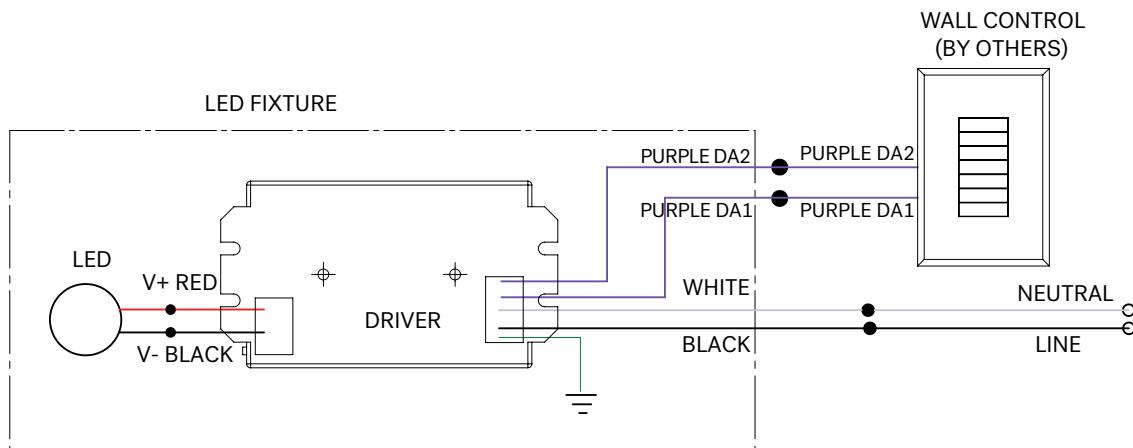 WALL CONTROL
(BY OTHERS)
LED FIXTURE
PURPLE DA2
PURPLE DA2
PURPLE DA1
PURPLE DA1
LED
V+ RED
WHITE
NEUTRAL
DRIVER
V- BLACK
BLACK
LINE